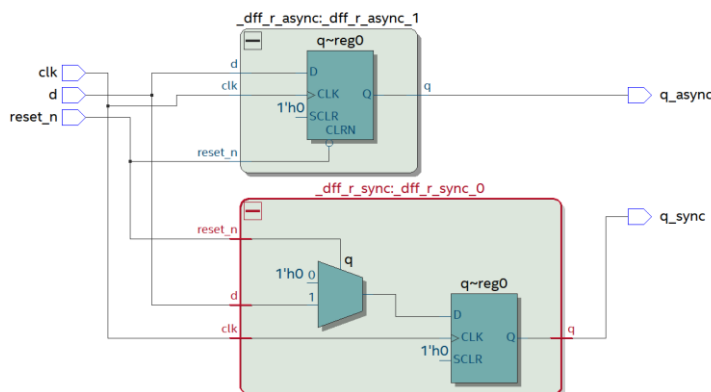 _dff_r_async:_dff_r_async_1
q~reg0
d
D
clk
CLK
Q
q
1'h0
SCLR
CLRN
reset_n
clk
d
reset_n
q_async
_dff_r_sync:_dff_r_sync_0
reset_n
q
1'h0
0
1
d
q~reg0
D
clk
CLK
Q
q
1'h0
SCLR
q_sync